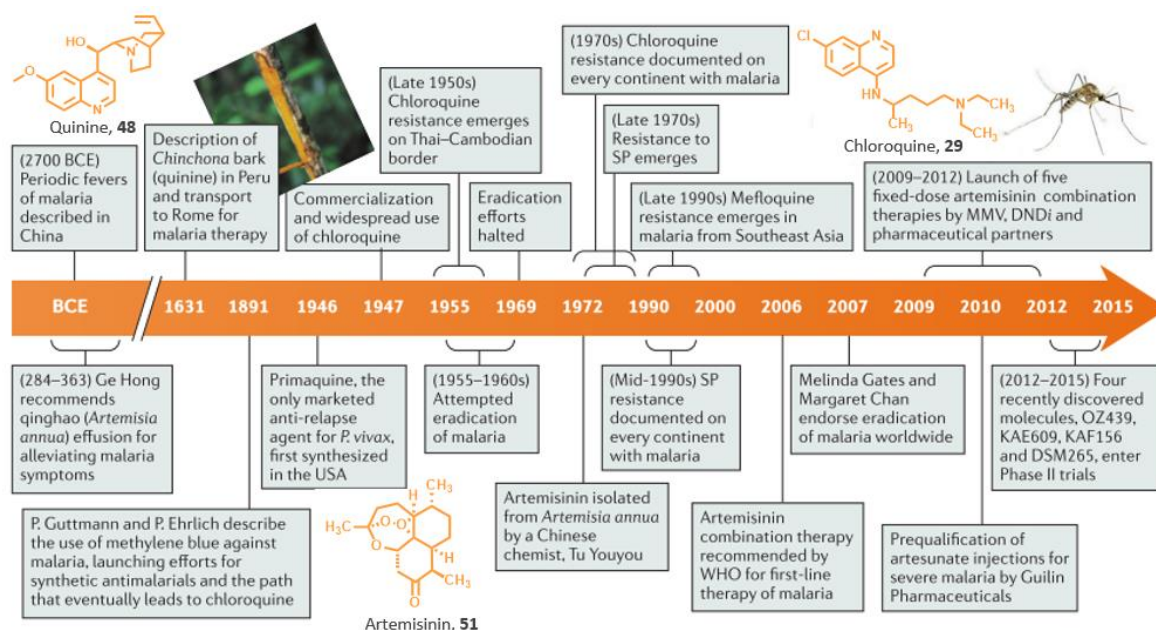 HO
N
O
N
Quinine, 48
(2700 BCE)
Periodic fevers
of malaria
described in
China
Description of
Chinchona bark
(quinine) in Peru
and transport
to Rome for
malaria therapy
Commercialization
and widespread use
of chloroquine
(Late 1950s)
Chloroquine
resistance emerges
on Thai–Cambodian
border
Eradication
efforts
halted
(1970s) Chloroquine
resistance documented on
every continent with malaria
(Late 1970s)
Resistance to
SP emerges
(Late 1990s) Mefloquine
resistance emerges in
malaria from Southeast Asia
Cl
N
HN
N
CH3
CH3
CH3
Chloroquine, 29
(2009–2012) Launch of five
fixed-dose artemisinin combination
therapies by MMV, DNDi and
pharmaceutical partners
BCE 1631 1891 1946 1947 1955 1969 1972 1990 2000 2006 2007 2009 2010 2012 2015
(284–363) Ge Hong
recommends
qinghao (Artemisia
annua) effusion for
alleviating malaria
symptoms
P. Guttmann and P. Ehrlich describe
the use of methylene blue against
malaria, launching efforts for
synthetic antimalarials and the path
that eventually leads to chloroquine
Primaquine, the
only marketed
anti-relapse
agent for P. vivax,
first synthesized
in the USA
H
CH3
H3C
O
O
O
H
O
CH3
O
Artemisinin. 51
(1955–1960s)
Attempted
eradication
of malaria
Artemisinin isolated
from Artemisia annua
by a Chinese
chemist, Tu Youyou
(Mid-1990s) SP
resistance
documented on
every continent
with malaria
Artemisinin
combination therapy
recommended by
WHO for first-line
therapy of malaria
Melinda Gates and
Margaret Chan
endorse eradication
of malaria worldwide
Prequalification of
artesunate injections for
severe malaria by Guilin
Pharmaceuticals
(2012–2015) Four
recently discovered
molecules, OZ439,
KAE609, KAF156
and DSM265, enter
Phase II trials